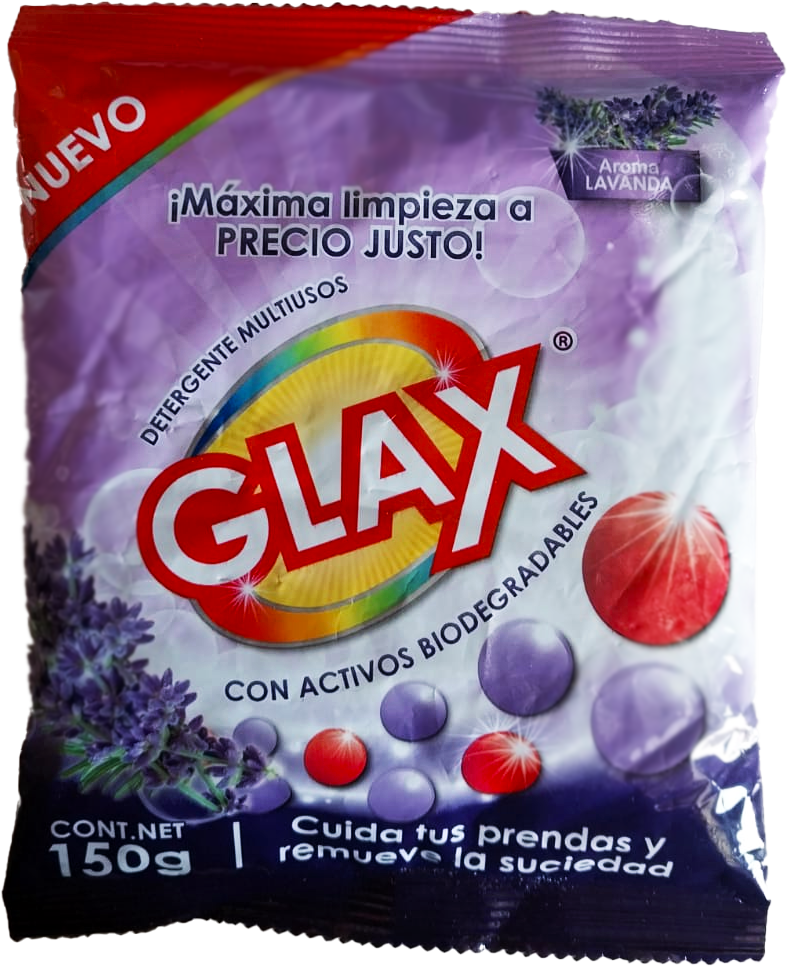 NUEVO
Aroma
LAVANDA
¡Máxima limpieza a
PRECIO JUSTO!
DETERGENTE MULTIUSOS
GLAX®
CON ACTIVOS BIODEGRADABLES
CONT.NET
150g
Cuida tus prendas y
remueve la suciedad